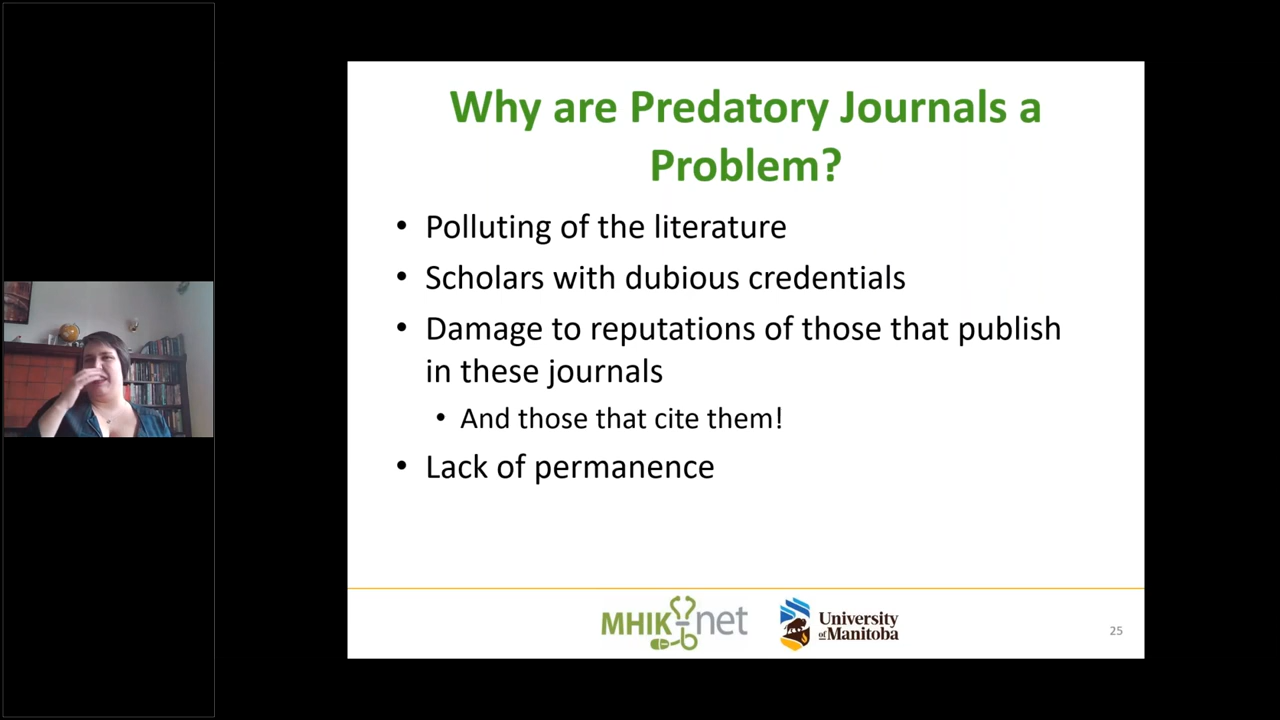 Why are Predatory Journals a
Problem?
• Polluting of the literature
• Scholars with dubious credentials
• Damage to reputations of those that publish
in these journals
• And those that cite them!
• Lack of permanence
MHIK-net
University
of Manitoba
25